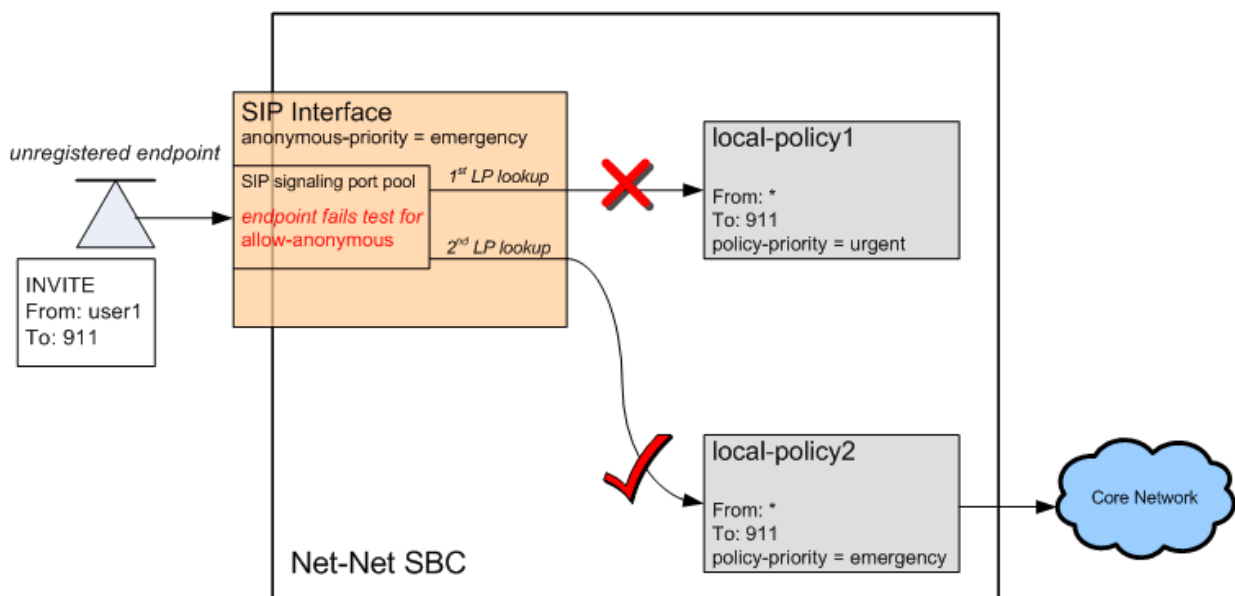 unregistered endpoint
INVITE
From: user1
To: 911
SIP Interface
anonymous-priority = emergency
SIP signaling port pool
endpoint fails test for
allow-anonymous
1st LP lookup
2nd LP lookup
local-policy1
From: *
To: 911
policy-priority = urgent
local-policy2
From: *
To: 911
policy-priority = emergency
Core Network
Net-Net SBC